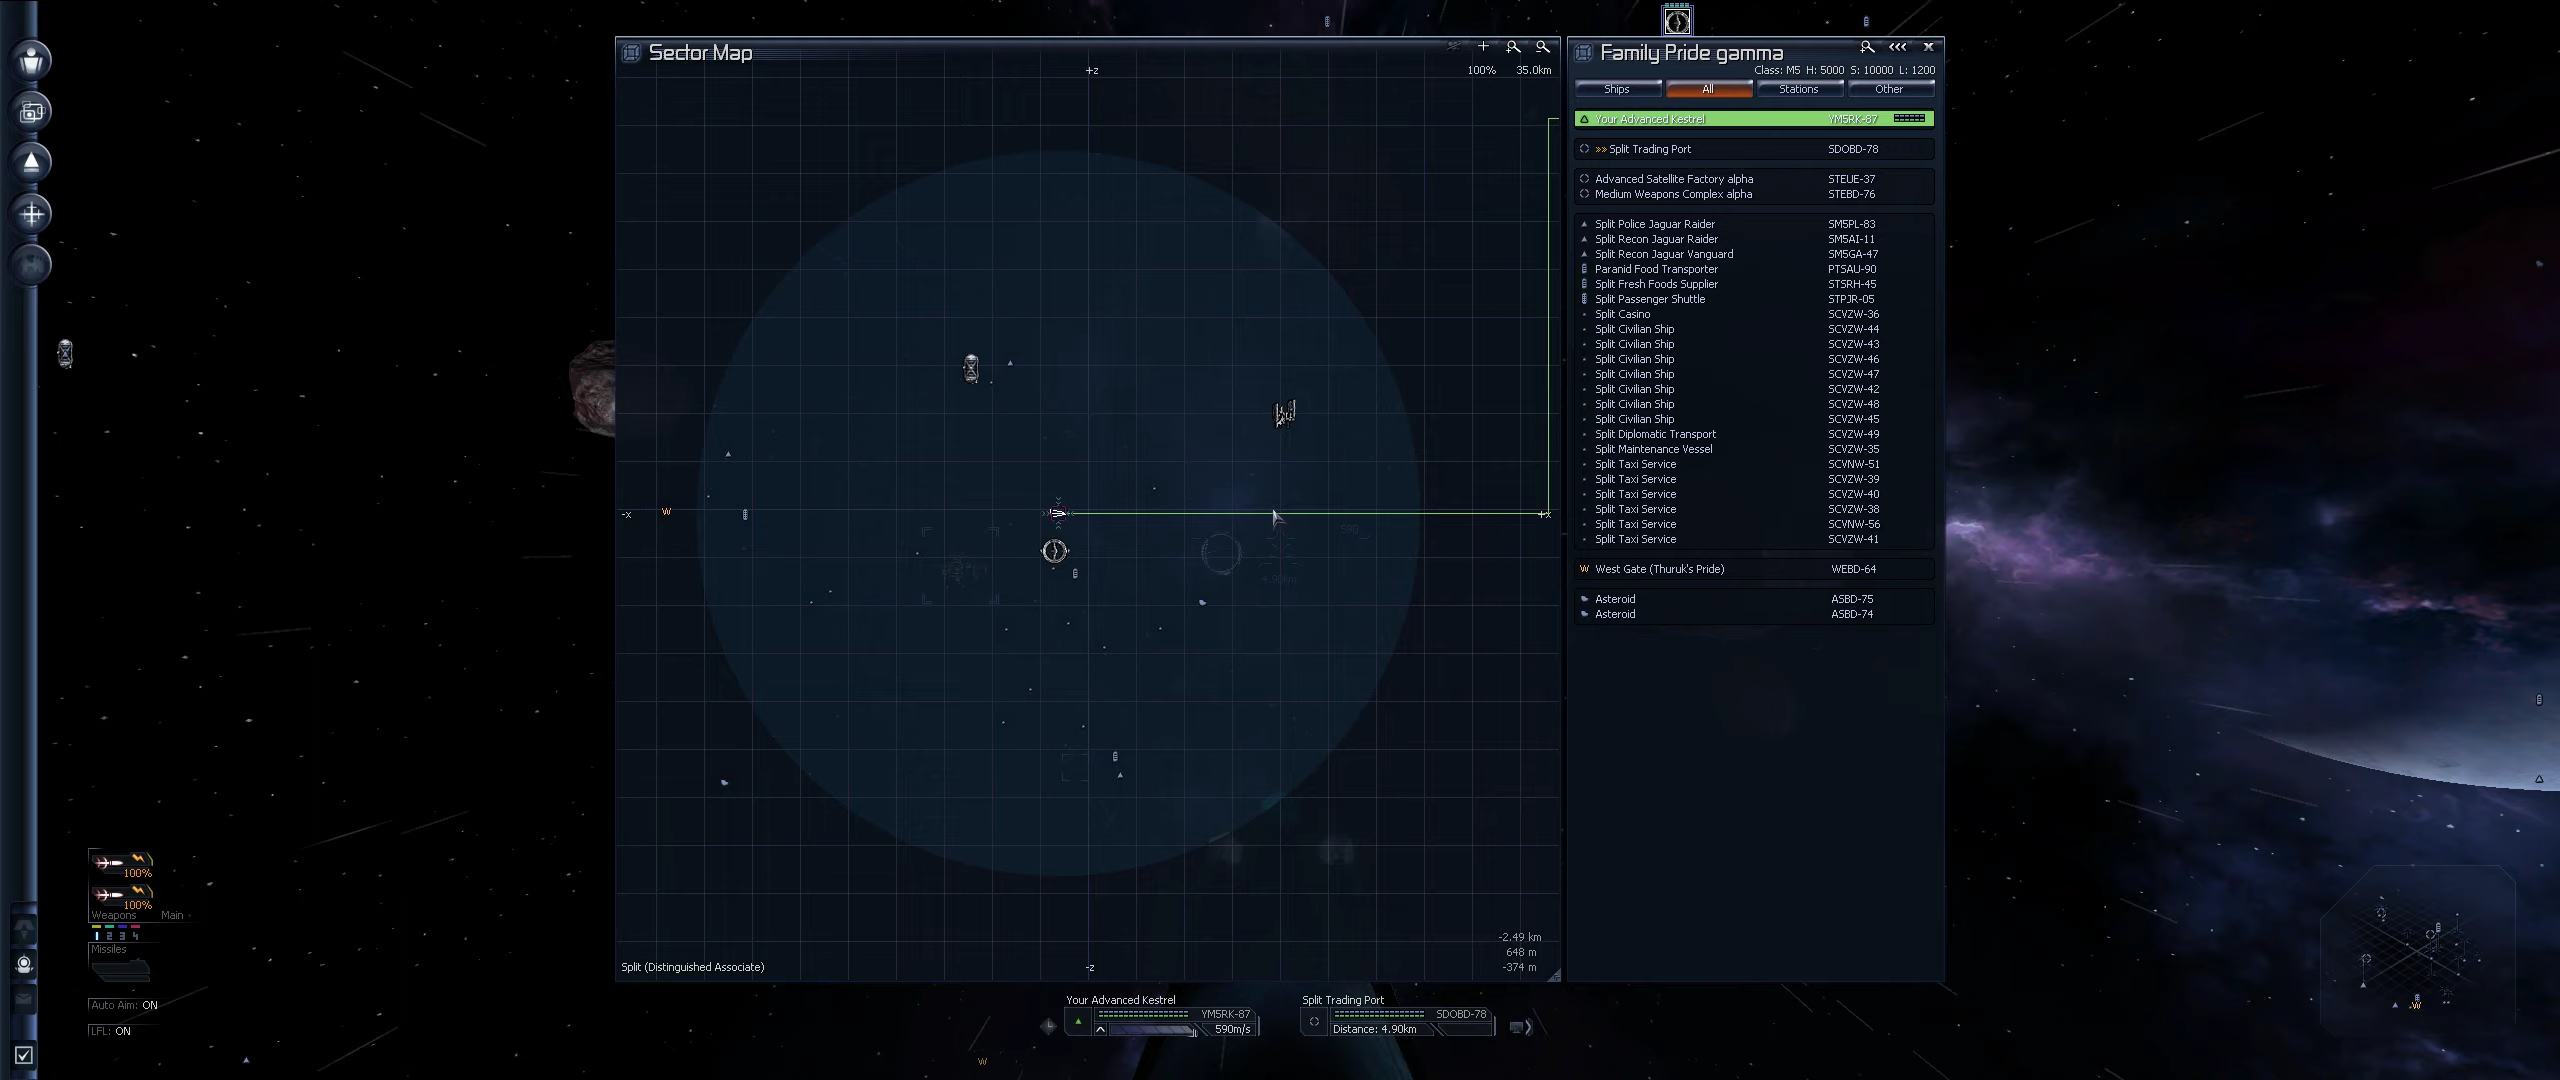 Sector Map
100% 35.0km
+z
-x
W
+x
-2.49 km
648 m
-374 m
Split (Distinguished Associate)
-z
Family Pride gamma
Class: M5 H: 5000 S: 10000 L: 1200
Ships All Stations Other
Your Advanced Kestrel YM5RK-87
>> Split Trading Port SDOBD-78
Advanced Satellite Factory alpha STEUE-37
Medium Weapons Complex alpha STEBD-76
Split Police Jaguar Raider SM5PL-83
Split Recon Jaguar Raider SM5AI-11
Split Recon Jaguar Vanguard SM5GA-47
Paranid Food Transporter PTSAU-90
Split Fresh Foods Supplier STSRH-45
Split Passenger Shuttle STPJR-05
Split Casino SCVZW-36
Split Civilian Ship SCVZW-44
Split Civilian Ship SCVZW-43
Split Civilian Ship SCVZW-46
Split Civilian Ship SCVZW-47
Split Civilian Ship SCVZW-42
Split Civilian Ship SCVZW-48
Split Civilian Ship SCVZW-45
Split Diplomatic Transport SCVZW-49
Split Maintenance Vessel SCVZW-35
Split Taxi Service SCVNW-51
Split Taxi Service SCVZW-39
Split Taxi Service SCVZW-40
Split Taxi Service SCVZW-38
Split Taxi Service SCVNW-56
Split Taxi Service SCVZW-41
W West Gate (Thuruk's Pride) WEBD-64
Asteroid ASBD-75
Asteroid ASBD-74
100%
100%
Weapons Main
1 2 3 4
Missiles
Auto Aim: ON
LFL: ON
Your Advanced Kestrel
YM5RK-87
590m/s
Split Trading Port
SDOBD-78
Distance: 4.90km
W
W